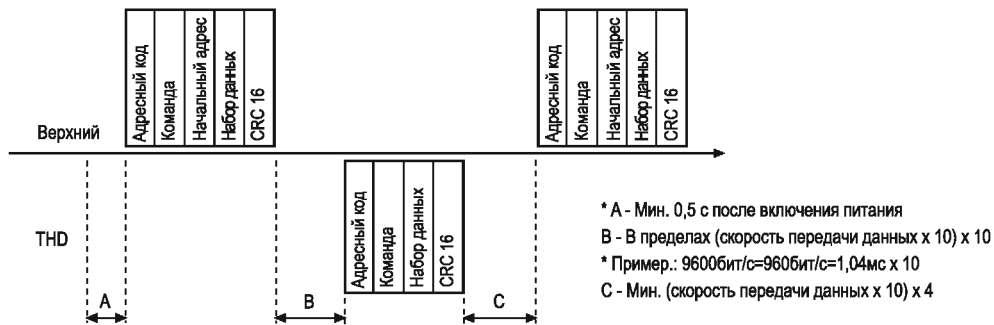 Адресный код
Команда
Начальный адрес
Набор данных
CRC 16
Адресный код
Команда
Начальный адрес
Набор данных
CRC 16
Верхний
THD
Адресный код
Команда
Набор данных
CRC 16
A
B
C
* A - Мин. 0,5 с после включения питания
B - В пределах (скорость передачи данных x 10) x 10
* Пример.: 9600бит/с=960бит/с=1,04мс x 10
C - Мин. (скорость передачи данных x 10) x 4